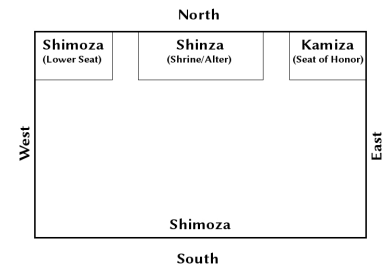 North
Shimoza Shinza Kamiza
(Lower Seat) (Shrine/Alter) (Seat of Honor)
West
East
Shimoza
South